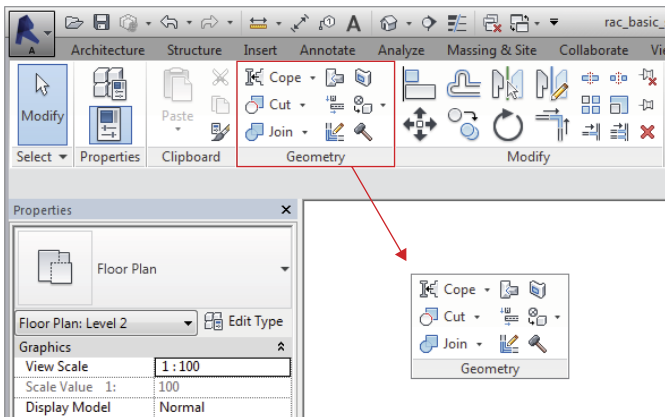 rac_basic_
A
Architecture Structure Insert Annotate Analyze Massing & Site Collaborate Vi
Modify
Paste
Cope
Cut
Join
Select Properties Clipboard Geometry Modify
Properties
Floor Plan
Floor Plan: Level 2 Edit Type
Graphics
View Scale 1 : 100
Scale Value 1: 100
Display Model Normal
Cope
Cut
Join
Geometry